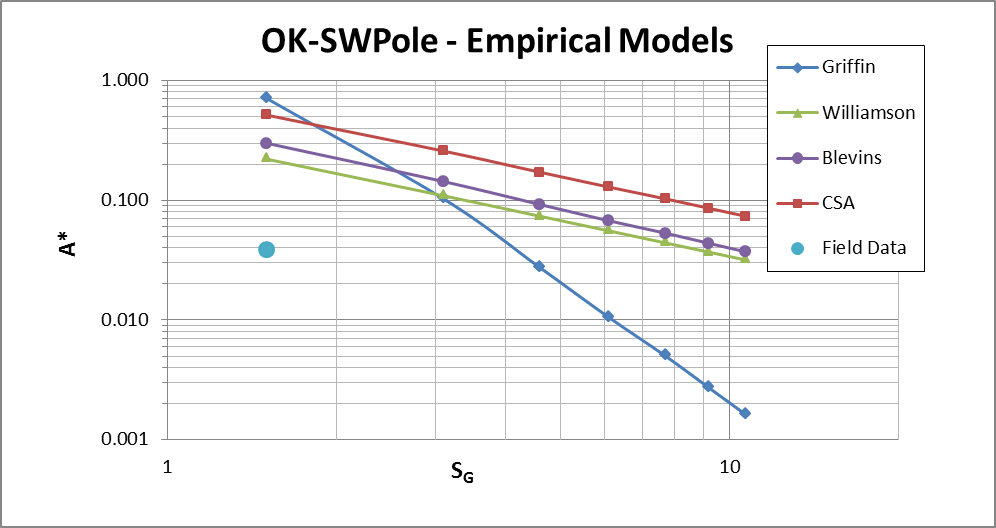 OK-SWPole - Empirical Models
1.000
0.100
0.010
0.001
A*
1
10
S_G
Griffin
Williamson
Blevins
CSA
Field Data